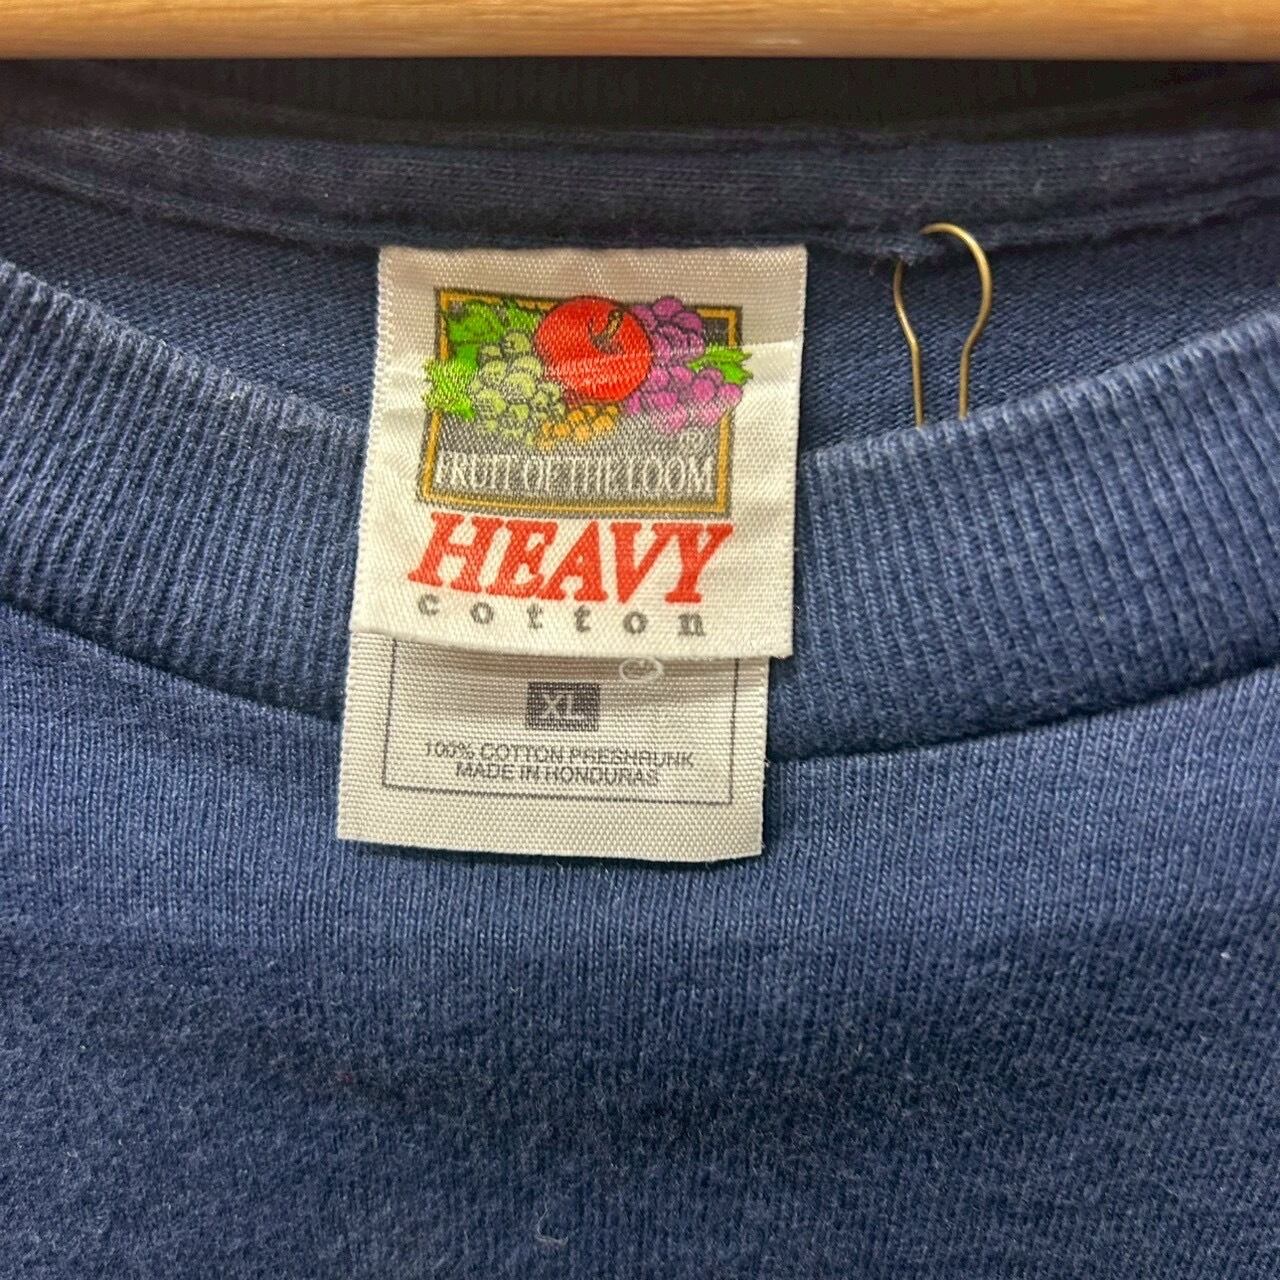 ®
FRUIT OF THE LOOM
HEAVY
cotton
XL
100% COTTON PRESHRUNK
MADE IN HONDURAS